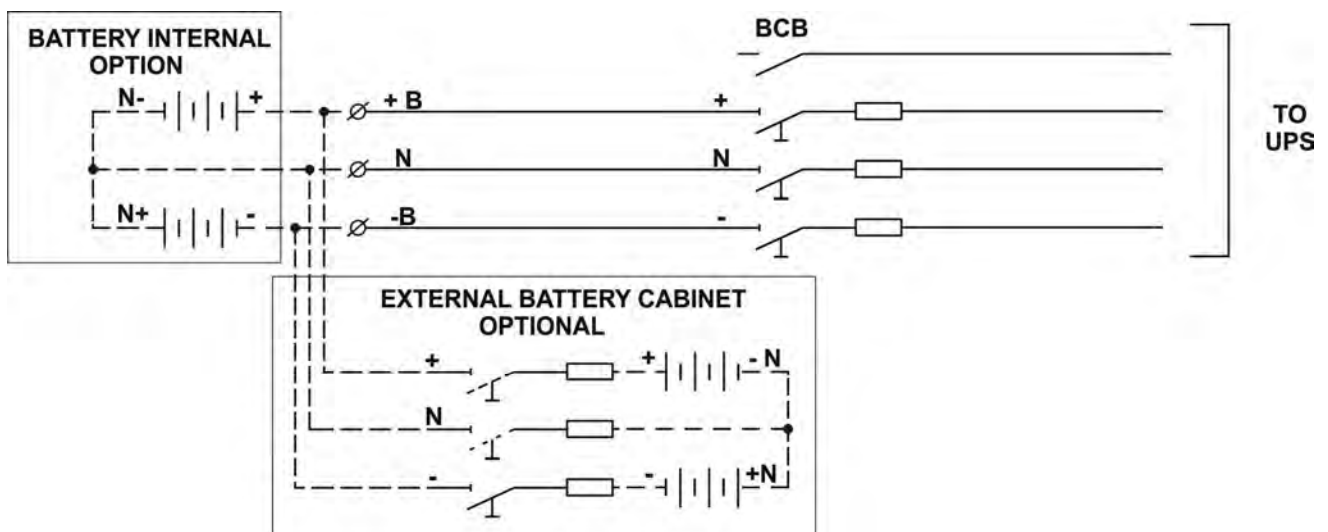 BATTERY INTERNAL
OPTION
BCB
N- +
+ B +
TO
UPS
N N
N+ -
-B -
EXTERNAL BATTERY CABINET
OPTIONAL
+ + - N
N
- - +N